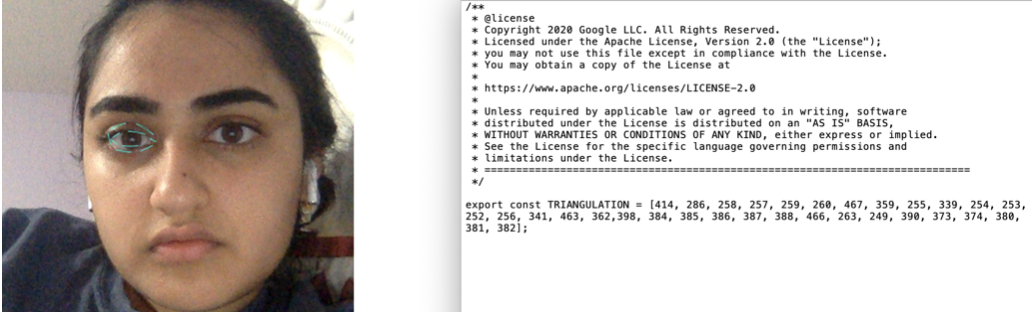 /**
 * @license
 * Copyright 2020 Google LLC. All Rights Reserved.
 * Licensed under the Apache License, Version 2.0 (the "License");
 * you may not use this file except in compliance with the License.
 * You may obtain a copy of the License at
 *
 * https://www.apache.org/licenses/LICENSE-2.0
 *
 * Unless required by applicable law or agreed to in writing, software
 * distributed under the License is distributed on an "AS IS" BASIS,
 * WITHOUT WARRANTIES OR CONDITIONS OF ANY KIND, either express or implied.
 * See the License for the specific language governing permissions and
 * limitations under the License.
 * =============================================================================
 */
export const TRIANGULATION = [414, 286, 258, 257, 259, 260, 467, 359, 255, 339, 254, 253,
252, 256, 341, 463, 362,398, 384, 385, 386, 387, 388, 466, 263, 249, 390, 373, 374, 380,
381, 382];